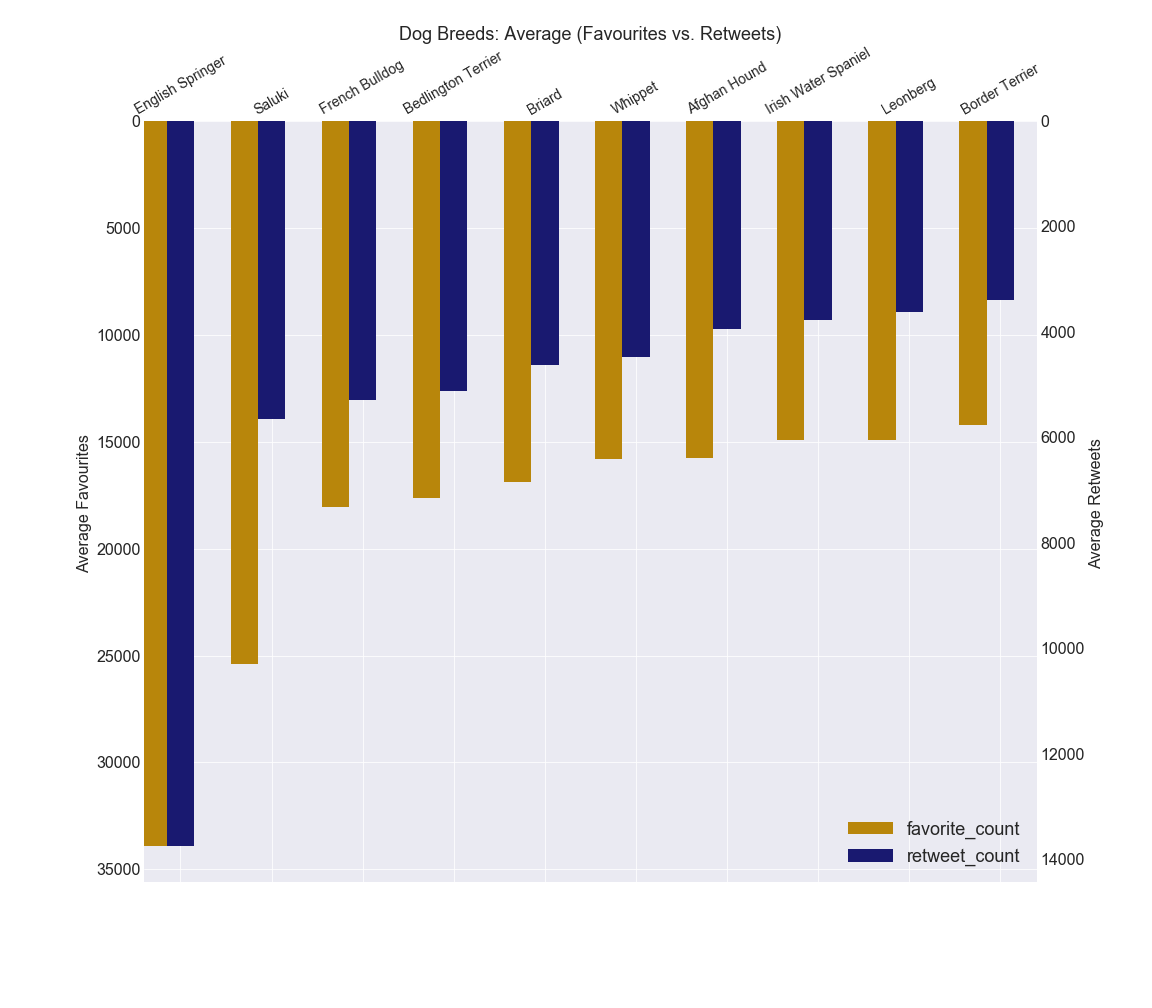 Dog Breeds: Average (Favourites vs. Retweets)
English Springer
Saluki
French Bulldog
Bedlington Terrier
Briard
Whippet
Afghan Hound
Irish Water Spaniel
Leonberg
Border Terrier
0
5000
10000
15000
20000
25000
30000
35000
Average Favourites
0
2000
4000
6000
8000
10000
12000
14000
Average Retweets
favorite_count
retweet_count